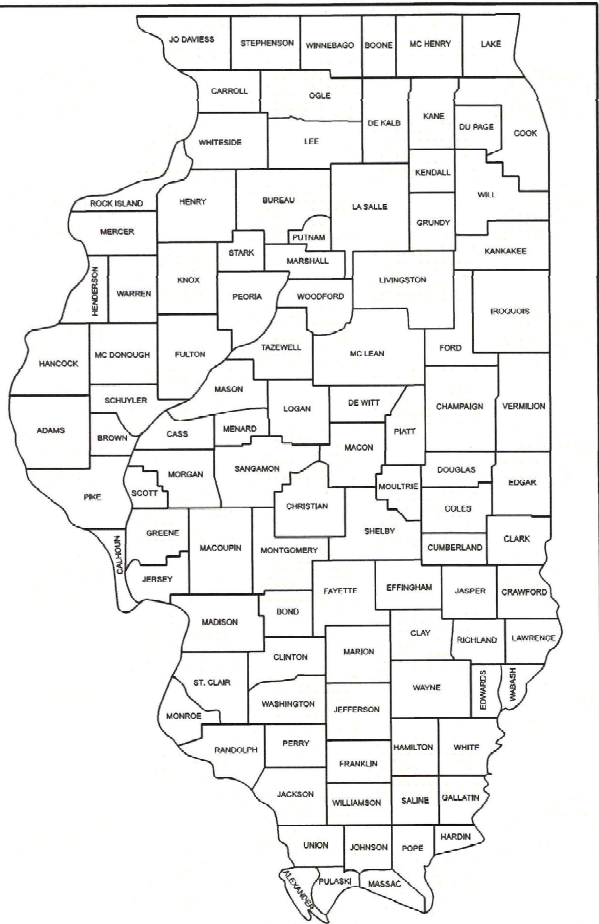 JO DAVIESS
STEPHENSON
WINNEBAGO
BOONE
MC HENRY
LAKE
CARROLL
OGLE
DE KALB
KANE
DU PAGE
COOK
WHITESIDE
LEE
KENDALL
WILL
ROCK ISLAND
HENRY
BUREAU
LA SALLE
GRUNDY
MERCER
PUTNAM
KANKAKEE
STARK
MARSHALL
HENDERSON
WARREN
KNOX
PEORIA
WOODFORD
LIVINGSTON
IROQUOIS
HANCOCK
MC DONOUGH
FULTON
TAZEWELL
MC LEAN
FORD
SCHUYLER
MASON
LOGAN
DE WITT
CHAMPAIGN
VERMILION
ADAMS
BROWN
CASS
MENARD
MACON
PIATT
PIKE
SCOTT
MORGAN
SANGAMON
CHRISTIAN
MOULTRIE
DOUGLAS
EDGAR
COLES
CALHOUN
GREENE
MACOUPIN
MONTGOMERY
SHELBY
CUMBERLAND
CLARK
JERSEY
FAYETTE
EFFINGHAM
JASPER
CRAWFORD
MADISON
BOND
CLAY
RICHLAND
LAWRENCE
CLINTON
MARION
ST. CLAIR
WAYNE
EDWARDS
WABASH
MONROE
WASHINGTON
JEFFERSON
RANDOLPH
PERRY
HAMILTON
WHITE
FRANKLIN
JACKSON
WILLIAMSON
SALINE
GALLATIN
UNION
JOHNSON
POPE
HARDIN
ALEXANDER
PULASKI
MASSAC